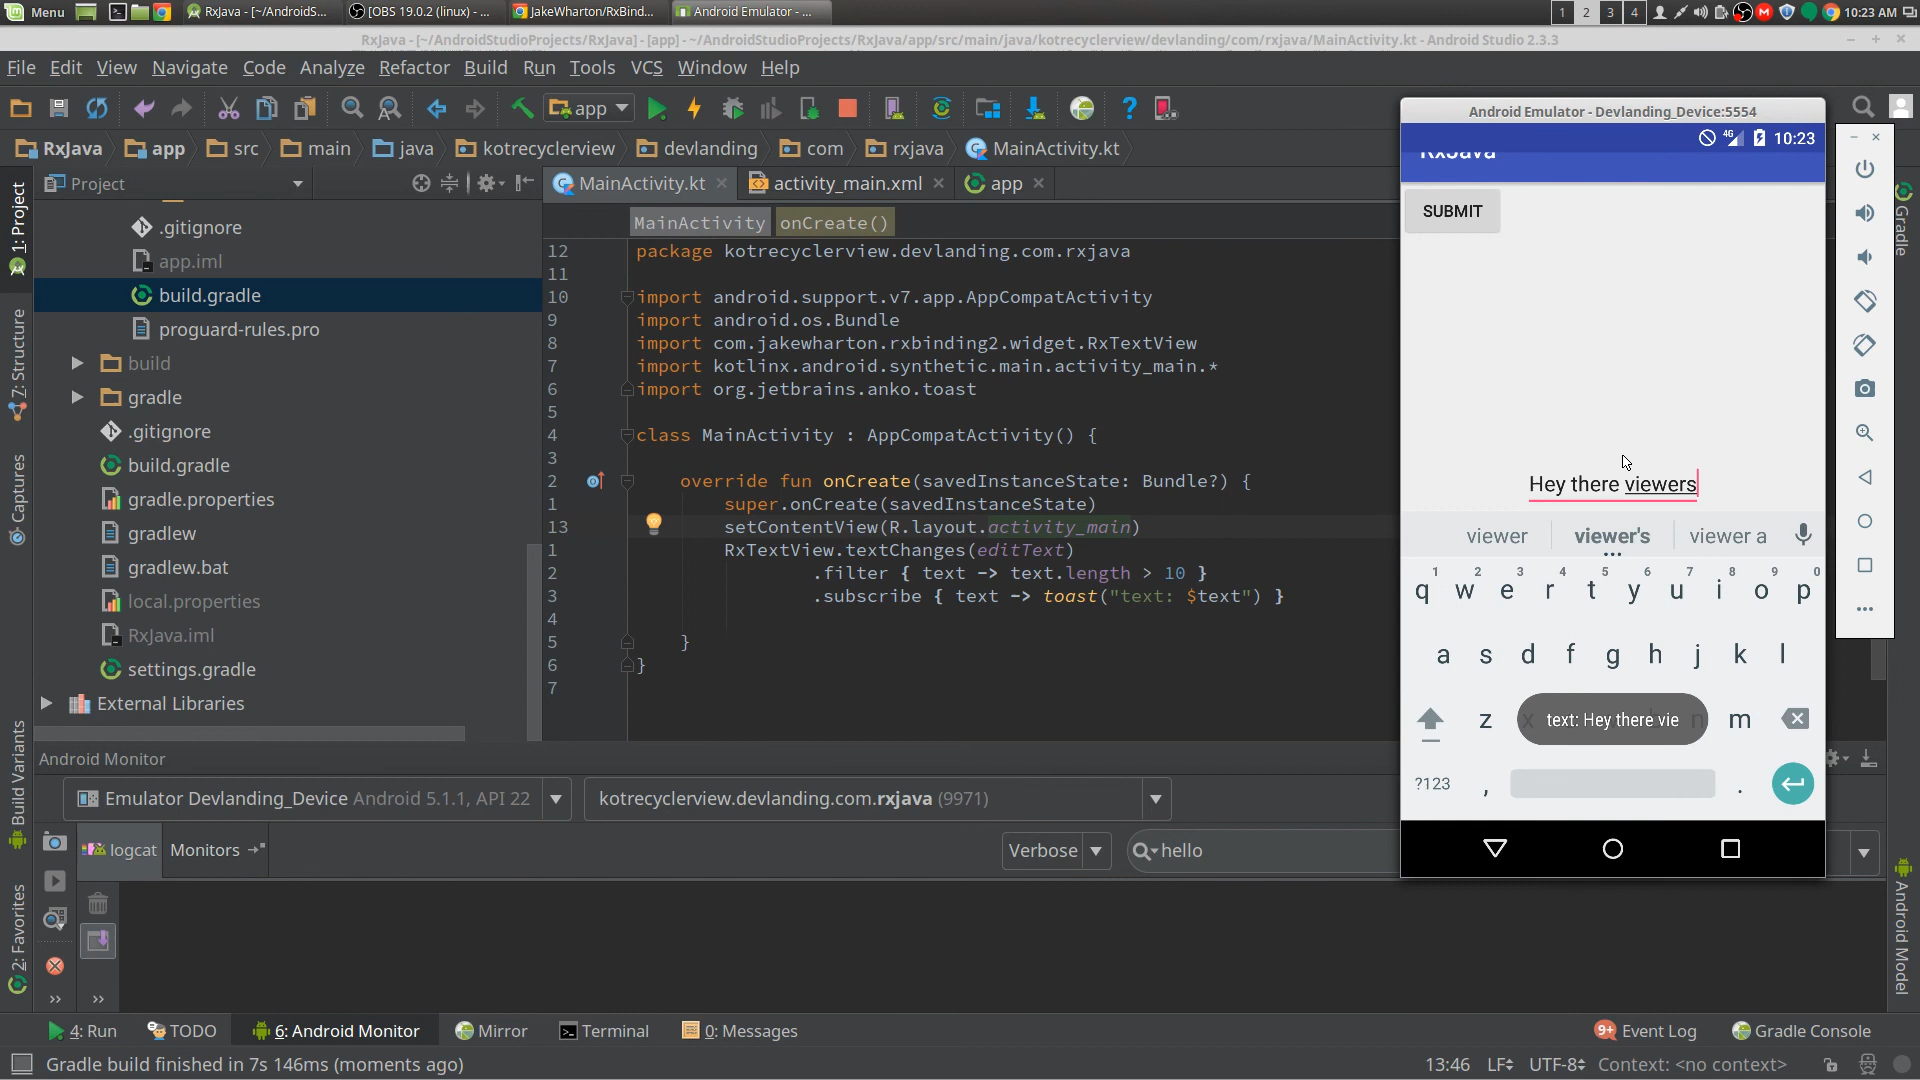 Menu
RxJava - [~/AndroidS...
[OBS 19.0.2 (linux) - ...
JakeWharton/RxBind...
Android Emulator - ...
1 2 3 4
10:23 AM
RxJava - [~/AndroidStudioProjects/RxJava] - [app] - ~/AndroidStudioProjects/RxJava/app/src/main/java/kotrecyclerview/devlanding/com/rxjava/MainActivity.kt - Android Studio 2.3.3
File Edit View Navigate Code Analyze Refactor Build Run Tools VCS Window Help
app
RxJava app src main java kotrecyclerview devlanding com rxjava MainActivity.kt
Project
MainActivity.kt activity_main.xml app
MainActivity onCreate()
1: Project
7: Structure
Captures
Build Variants
2: Favorites
.gitignore
app.iml
build.gradle
proguard-rules.pro
build
gradle
.gitignore
build.gradle
gradle.properties
gradlew
gradlew.bat
local.properties
RxJava.iml
settings.gradle
External Libraries
12 package kotrecyclerview.devlanding.com.rxjava
11
10 import android.support.v7.app.AppCompatActivity
9 import android.os.Bundle
8 import com.jakewharton.rxbinding2.widget.RxTextView
7 import kotlinx.android.synthetic.main.activity_main.*
6 import org.jetbrains.anko.toast
5
4 class MainActivity : AppCompatActivity() {
3
2 override fun onCreate(savedInstanceState: Bundle?) {
1 super.onCreate(savedInstanceState)
13 setContentView(R.layout.activity_main)
1 RxTextView.textChanges(editText)
2 .filter { text -> text.length > 10 }
3 .subscribe { text -> toast("text: $text") }
4
5 }
6 }
7
Android Emulator - Devlanding_Device:5554
4G 10:23
RxJava
SUBMIT
Hey there viewers
viewer viewer's viewer a
1 2 3 4 5 6 7 8 9 0
q w e r t y u i o p
a s d f g h j k l
z x n m
text: Hey there vie
?123 , .
Gradle
Android Model
Android Monitor
Emulator Devlanding_Device Android 5.1.1, API 22
kotrecyclerview.devlanding.com.rxjava (9971)
logcat Monitors
Verbose
hello
4: Run TODO 6: Android Monitor Mirror Terminal 0: Messages
9+ Event Log Gradle Console
Gradle build finished in 7s 146ms (moments ago)
13:46 LF UTF-8 Context: <no context>